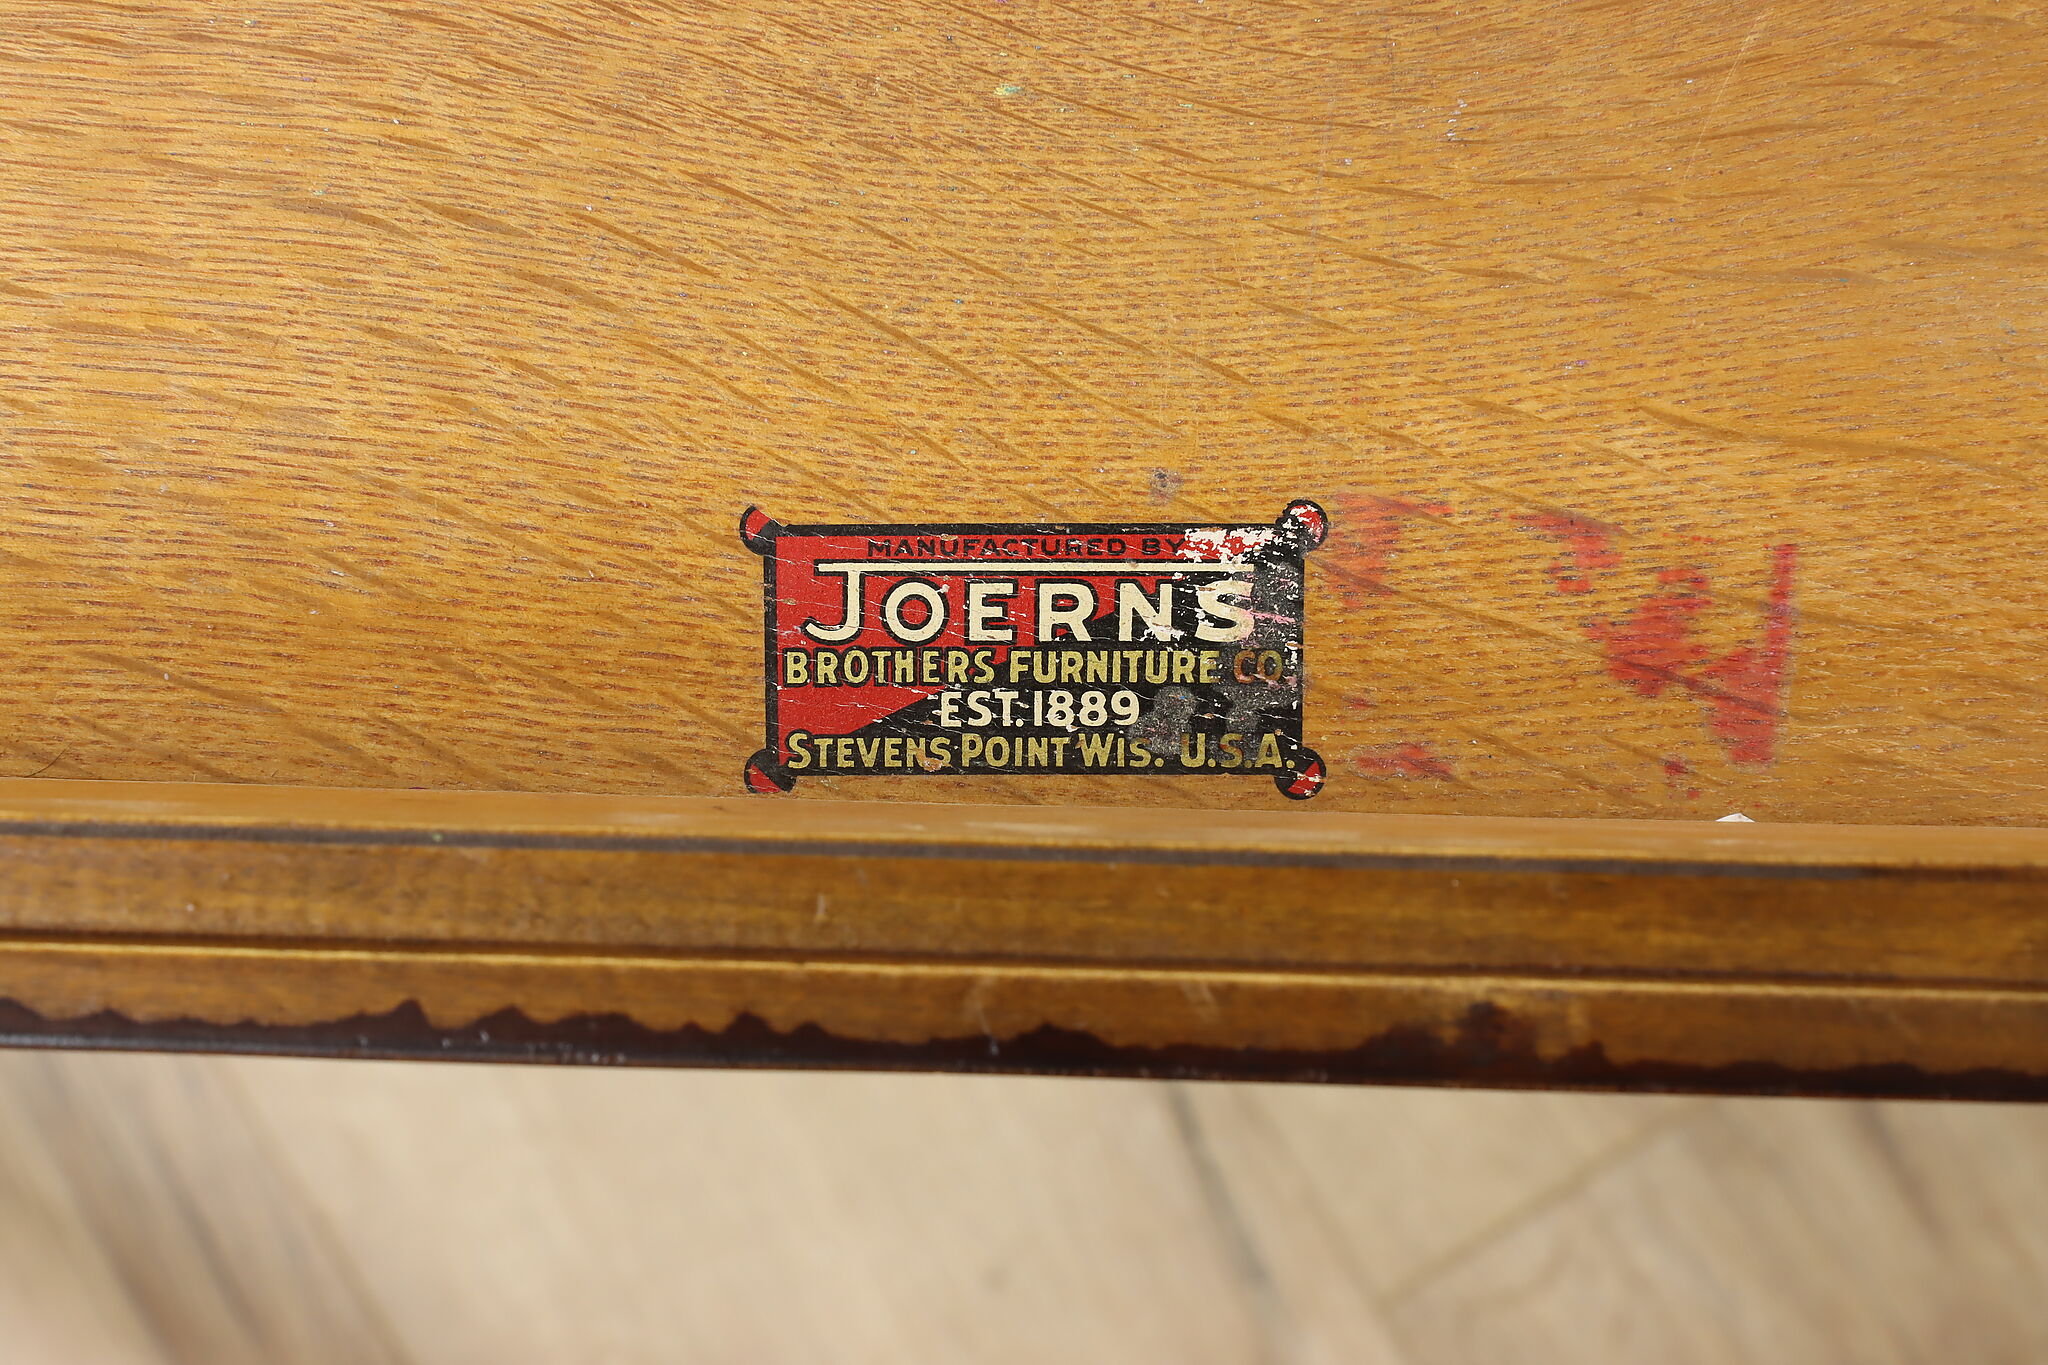 MANUFACTURED BY
JOERNS
BROTHERS FURNITURE CO.
EST. 1889
STEVENS POINT WIS. U.S.A.